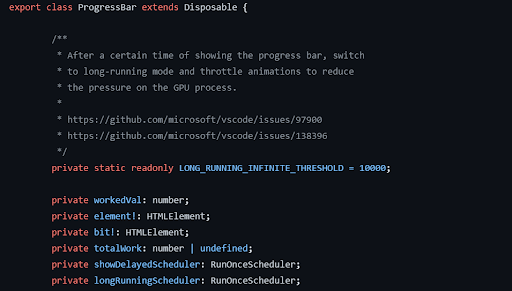 export class ProgressBar extends Disposable {
/**
* After a certain time of showing the progress bar, switch
* to long-running mode and throttle animations to reduce
* the pressure on the GPU process.
*
* https://github.com/microsoft/vscode/issues/97900
* https://github.com/microsoft/vscode/issues/138396
*/
private static readonly LONG_RUNNING_INFINITE_THRESHOLD = 10000;
private workedVal: number;
private element!: HTMLElement;
private bit!: HTMLElement;
private totalWork: number | undefined;
private showDelayedScheduler: RunOnceScheduler;
private longRunningScheduler: RunOnceScheduler;